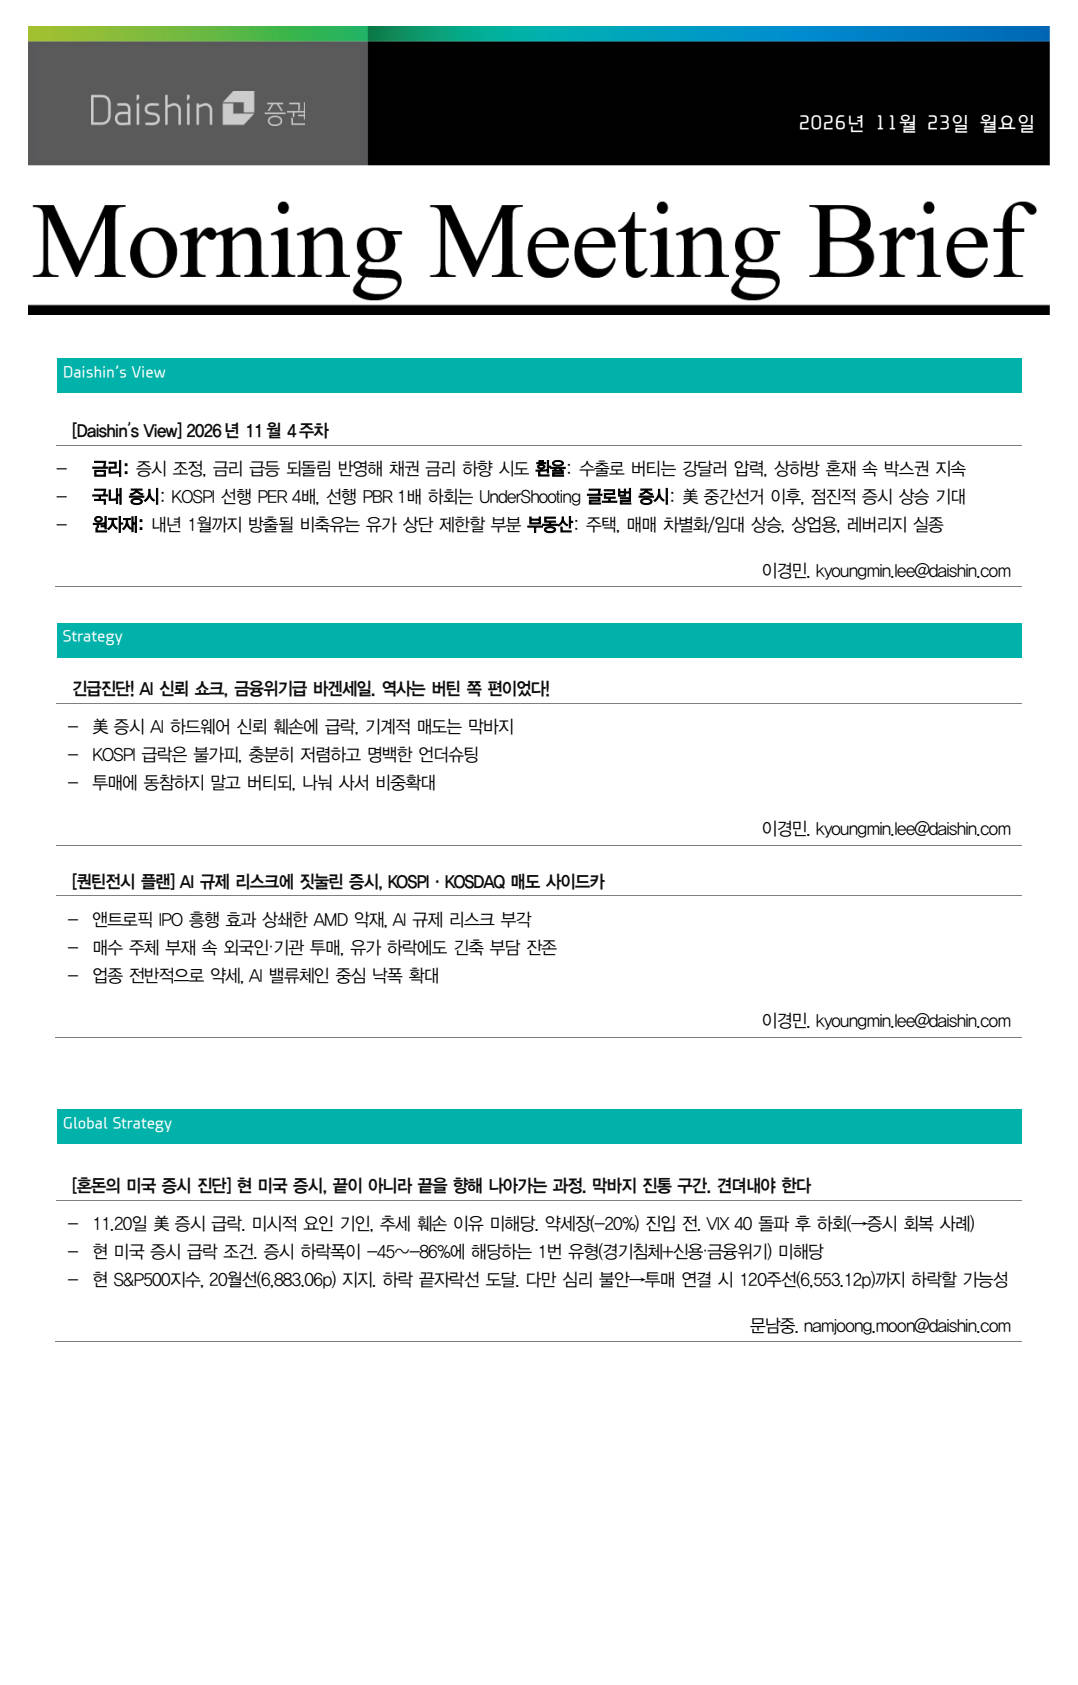 Daishin 증권
2026년 11월 23일 월요일
Morning Meeting Brief
Daishin's View
[Daishin's View] 2026년 11월 4주차
- 금리: 증시 조정, 금리 급등 되돌림 반영해 채권 금리 하향 시도 환율: 수출로 버티는 강달러 압력, 상하방 혼재 속 박스권 지속
- 국내 증시: KOSPI 선행 PER 4배, 선행 PBR 1배 하회는 UnderShooting 글로벌 증시: 美 중간선거 이후, 점진적 증시 상승 기대
- 원자재: 내년 1월까지 방출될 비축유는 유가 상단 제한할 부분 부동산: 주택, 매매 차별화/임대 상승, 상업용, 레버리지 실종
이경민. kyoungmin.lee@daishin.com
Strategy
긴급진단! AI 신뢰 쇼크, 금융위기급 바겐세일. 역사는 버틴 쪽 편이었다!
- 美 증시 AI 하드웨어 신뢰 훼손에 급락, 기계적 매도는 막바지
- KOSPI 급락은 불가피, 충분히 저렴하고 명백한 언더슈팅
- 투매에 동참하지 말고 버티되, 나눠 사서 비중확대
이경민. kyoungmin.lee@daishin.com
[퀀틴전시 플랜] AI 규제 리스크에 짓눌린 증시, KOSPI · KOSDAQ 매도 사이드카
- 앤트로픽 IPO 흥행 효과 상쇄한 AMD 악재, AI 규제 리스크 부각
- 매수 주체 부재 속 외국인·기관 투매, 유가 하락에도 긴축 부담 잔존
- 업종 전반적으로 약세, AI 밸류체인 중심 낙폭 확대
이경민. kyoungmin.lee@daishin.com
Global Strategy
[혼돈의 미국 증시 진단] 현 미국 증시, 끝이 아니라 끝을 향해 나아가는 과정. 막바지 진통 구간. 견뎌내야 한다
- 11.20일 美 증시 급락. 미시적 요인 기인, 추세 훼손 이유 미해당. 약세장(-20%) 진입 전. VIX 40 돌파 후 하회(→증시 회복 사례)
- 현 미국 증시 급락 조건. 증시 하락폭이 -45~-86%에 해당하는 1번 유형(경기침체+신용·금융위기) 미해당
- 현 S&P500지수, 20월선(6,883.06p) 지지. 하락 끝자락선 도달. 다만 심리 불안→투매 연결 시 120주선(6,553.12p)까지 하락할 가능성
문남중. namjoong.moon@daishin.com